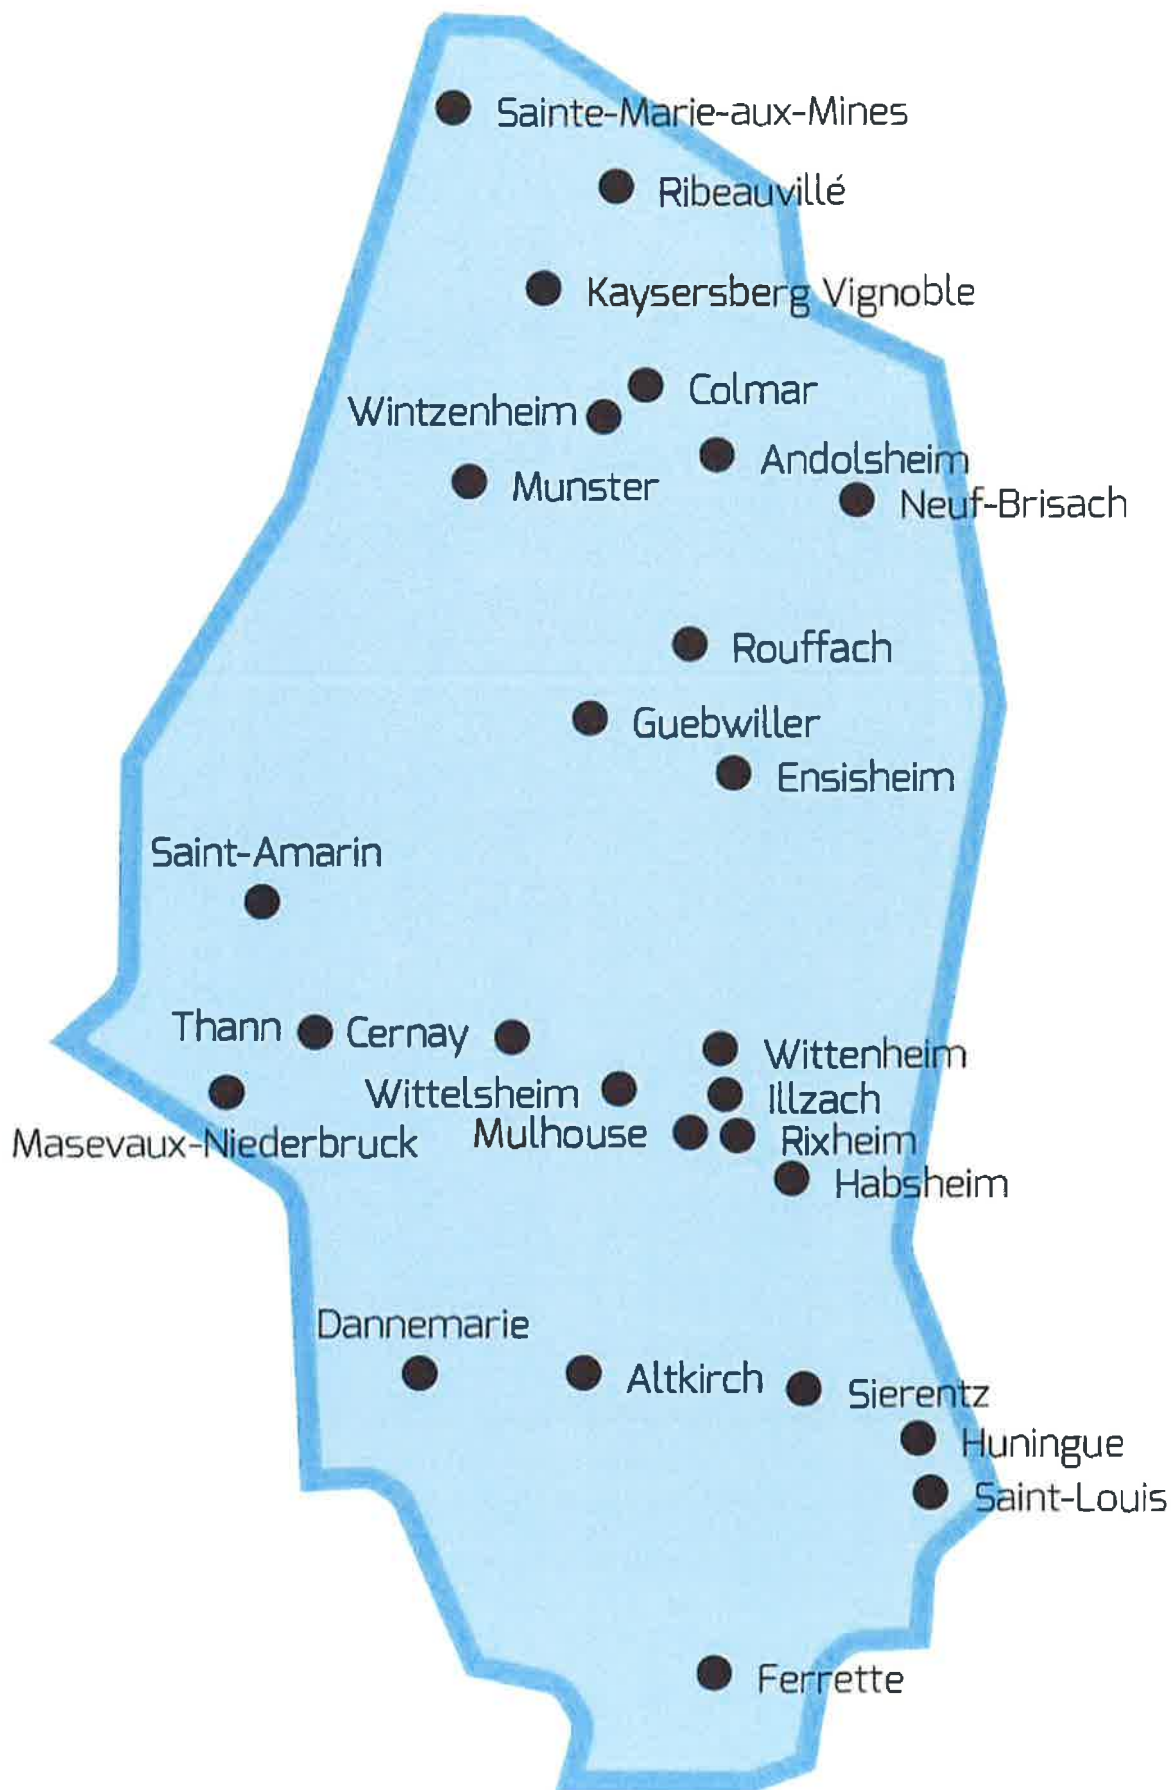 Sainte-Marie-aux-Mines
Ribeauvillé
Kaysersberg Vignoble
Colmar
Wintzenheim
Andolsheim
Munster
Neuf-Brisach
Rouffach
Guebwiller
Ensisheim
Saint-Amarin
Thann
Cernay
Wittenheim
Wittelsheim
Illzach
Masevaux-Niederbruck
Mulhouse
Rixheim
Habsheim
Dannemarie
Altkirch
Sierentz
Huningue
Saint-Louis
Ferrette